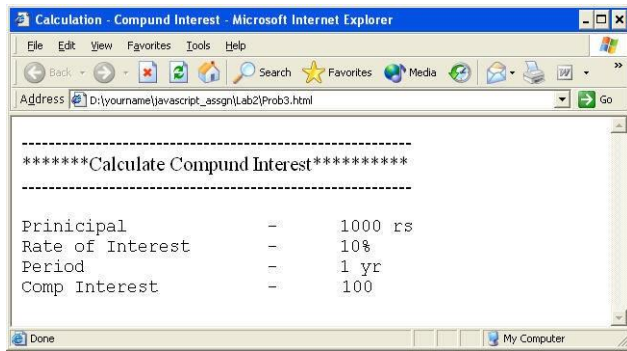 Calculation - Compund Interest - Microsoft Internet Explorer
File Edit View Favorites Tools Help
Back Search Favorites Media
Address D:\yourname\javascript_assgn\Lab2\Prob3.html Go
----------------------------------------------------------
*******Calculate Compund Interest**********
----------------------------------------------------------
Prinicipal - 1000 rs
Rate of Interest - 10%
Period - 1 yr
Comp Interest - 100
Done My Computer